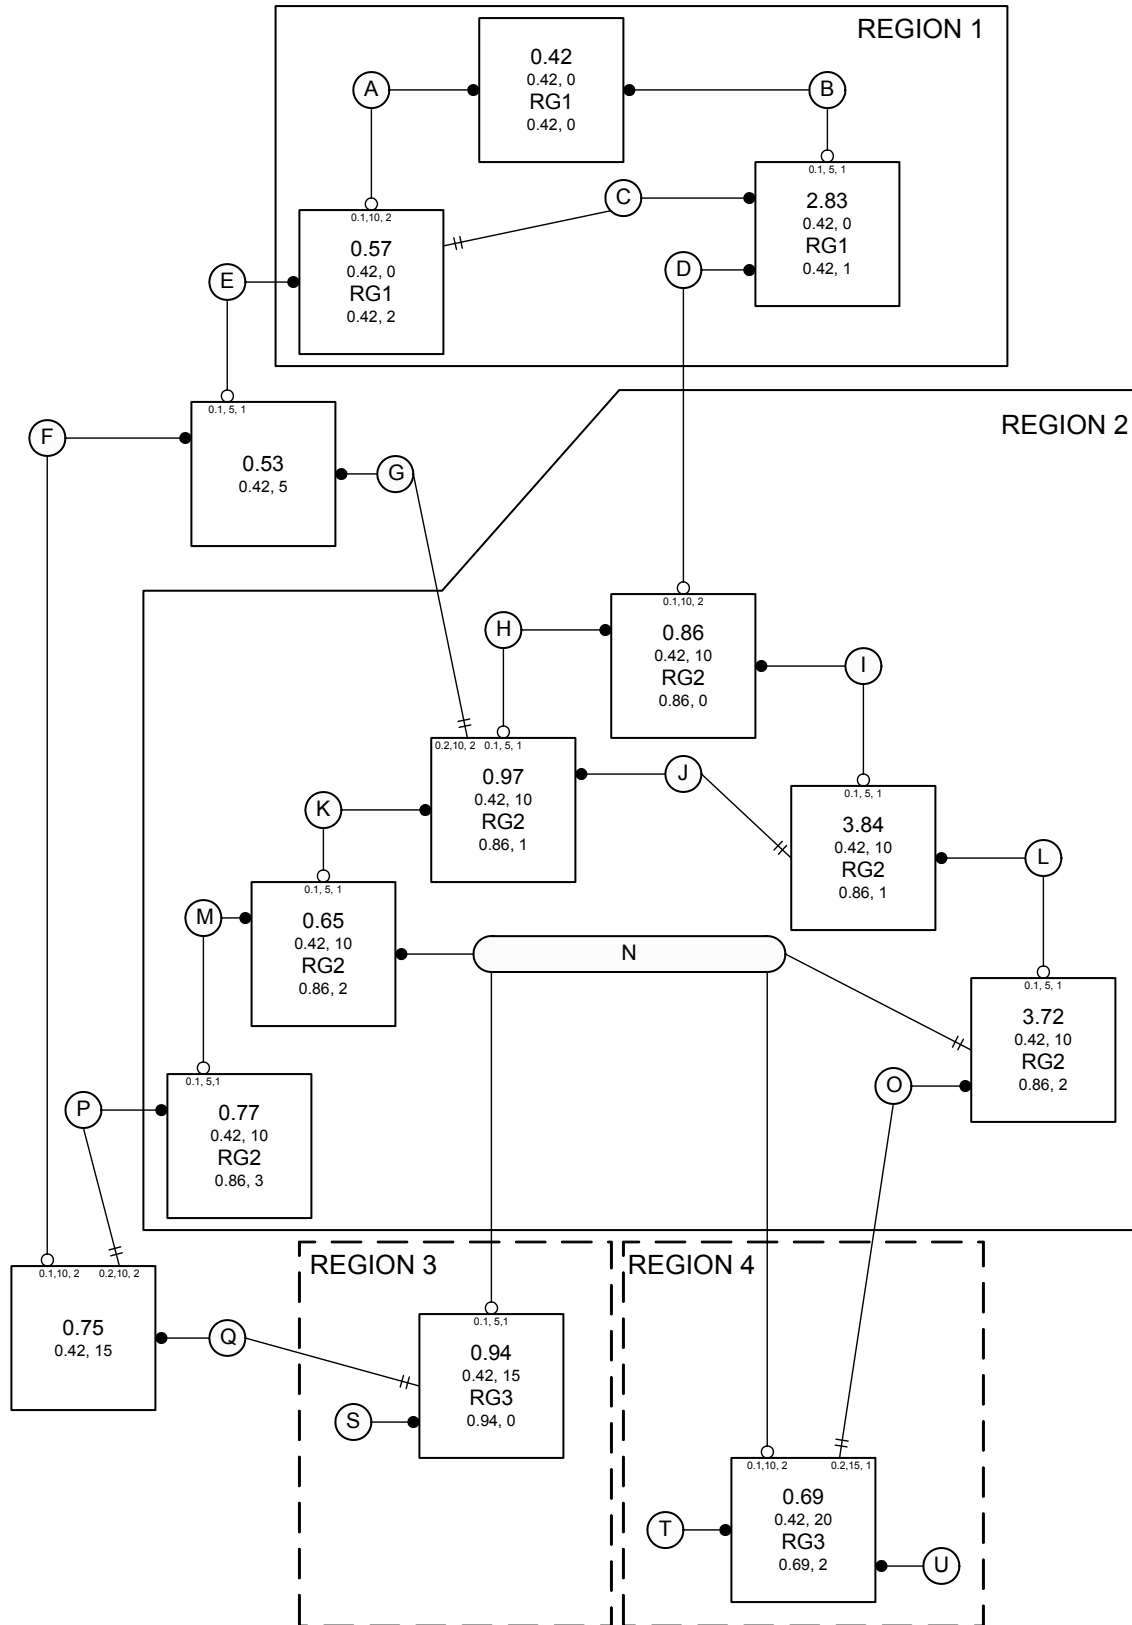 REGION 1
0.42
0.42, 0
RG1
0.42, 0
A
B
0.1, 5, 1
2.83
0.42, 0
RG1
0.42, 1
C
0.1,10, 2
0.57
0.42, 0
RG1
0.42, 2
D
E
REGION 2
0.1, 5, 1
0.53
0.42, 5
F
G
0.1,10, 2
0.86
0.42, 10
RG2
0.86, 0
H
I
0.2,10, 2
0.1, 5, 1
0.97
0.42, 10
RG2
0.86, 1
J
0.1, 5, 1
3.84
0.42, 10
RG2
0.86, 1
K
L
0.1, 5, 1
0.65
0.42, 10
RG2
0.86, 2
M
N
0.1, 5, 1
3.72
0.42, 10
RG2
0.86, 2
O
0.1, 5,1
0.77
0.42, 10
RG2
0.86, 3
P
REGION 3
REGION 4
0.1,10, 2
0.2,10, 2
0.75
0.42, 15
Q
0.1, 5,1
0.94
0.42, 15
RG3
0.94, 0
S
0.1,10, 2
0.2,15, 1
0.69
0.42, 20
RG3
0.69, 2
T
U